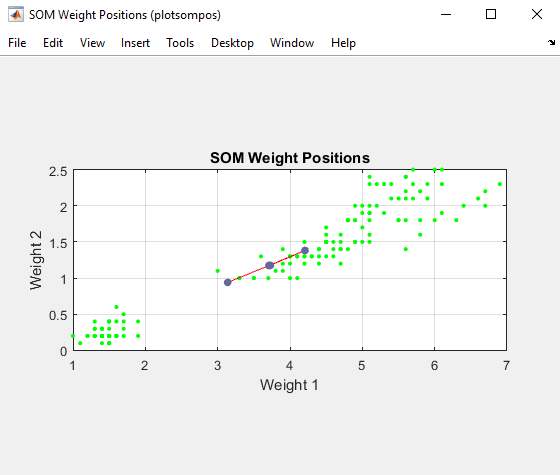 SOM Weight Positions (plotsompos)
File Edit View Insert Tools Desktop Window Help
SOM Weight Positions
2.5
2
1.5
1
0.5
0
Weight 2
1 2 3 4 5 6 7
Weight 1